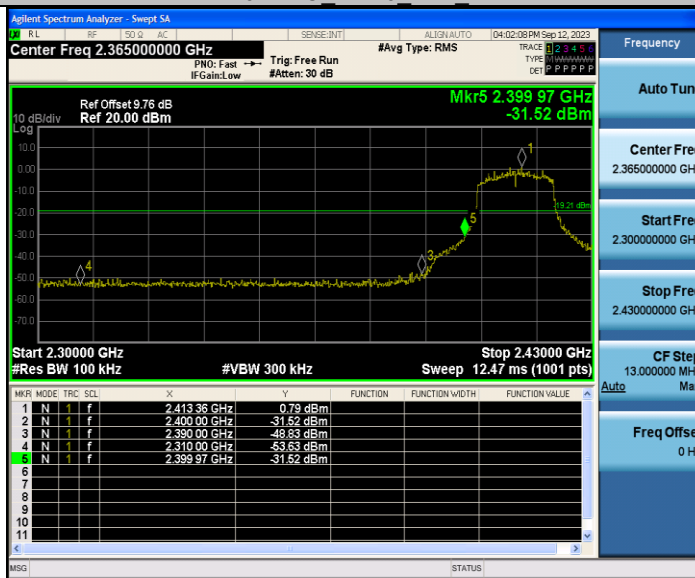 Agilent Spectrum Analyzer - Swept SA
RL RF 50 Ω AC SENSE:INT ALIGN AUTO 04:02:08 PM Sep 12, 2023
Center Freq 2.365000000 GHz #Avg Type: RMS TRACE 1 2 3 4 5 6
PNO: Fast Trig: Free Run TYPE M
IFGain:Low #Atten: 30 dB DET P P P P P
Ref Offset 9.76 dB Mkr5 2.399 97 GHz
10 dB/div Ref 20.00 dBm -31.52 dBm
Log
10.0
0.00
-10.0
-20.0
-30.0
-40.0
-50.0
-60.0
-70.0
1
-19.21 dBm
5
3
4
Start 2.30000 GHz Stop 2.43000 GHz
#Res BW 100 kHz #VBW 300 kHz Sweep 12.47 ms (1001 pts)
MKR MODE TRC SCL X Y FUNCTION FUNCTION WIDTH FUNCTION VALUE
1 N 1 f 2.413 36 GHz 0.79 dBm
2 N 1 f 2.400 00 GHz -31.52 dBm
3 N 1 f 2.390 00 GHz -48.83 dBm
4 N 1 f 2.310 00 GHz -53.63 dBm
5 N 1 f 2.399 97 GHz -31.52 dBm
6
7
8
9
10
11
MSG STATUS
Frequency
Auto Tun
Center Fre
2.365000000 GH
Start Fre
2.300000000 GH
Stop Fre
2.430000000 GH
CF Step
13.000000 MH
Auto Ma
Freq Offse
0 H